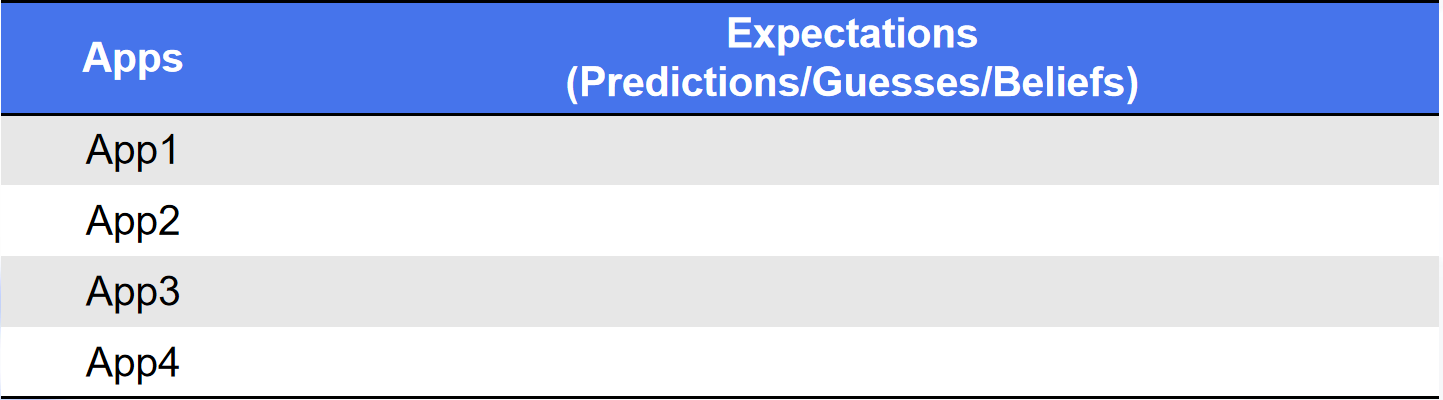 Apps
Expectations
(Predictions/Guesses/Beliefs)
App1
App2
App3
App4